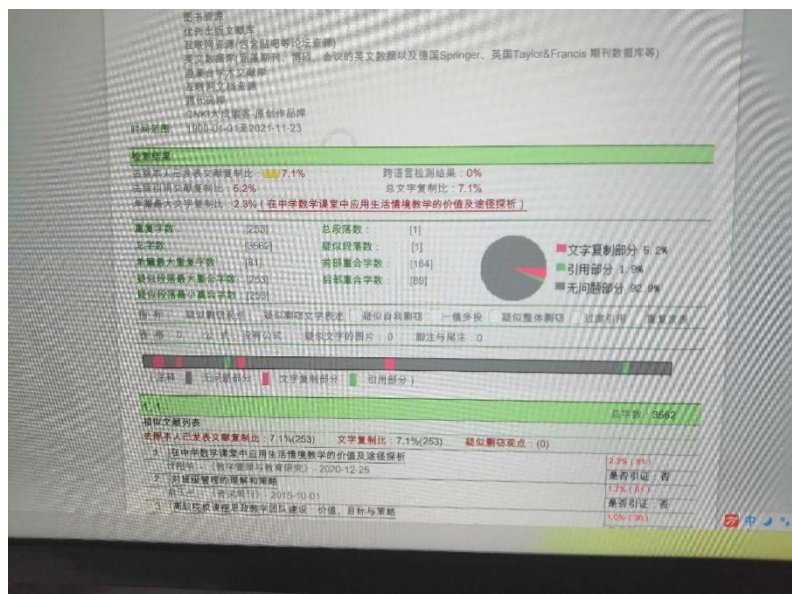 图书资源
优先出版文献库
互联网资源(包含贴吧等论坛资源)
英文数据库(涵盖期刊、博硕、会议的英文数据以及德国Springer、英国Taylor&Francis 期刊数据库等)
港澳台学术文献库
互联网文档资源
源代码库
CNKI大成编客-原创作品库
时间范围: 1900-01-01至2021-11-23
检测结果
去除本人已发表文献复制比: 7.1% 跨语言检测结果:0%
去除引用文献复制比:5.2% 总文字复制比:7.1%
单篇最大文字复制比:2.3%(在中学数学课堂中应用生活情境教学的价值及途径探析)
重复字数: [253] 总段落数: [1]
总字数: [3562] 疑似段落数: [1]
单篇最大重复字数: [81] 前部重合字数: [164]
疑似段落最大重合字数:[253] 后部重合字数: [89]
疑似段落最小重合字数:[253]
文字复制部分 5.2%
引用部分 1.9%
无问题部分 92.9%
指 标: 疑似剽窃观点 疑似剽窃文字表述 疑似自我剽窃 一稿多投 疑似整体剽窃 过度引用 重复发表
表 格: 0 公 式: 没有公式 疑似文字的图片: 0 脚注与尾注: 0
(注释: 无问题部分 文字复制部分 引用部分)
1. 1. 总字数:3562
相似文献列表
去除本人已发表文献复制比:7.1%(253) 文字复制比:7.1%(253) 疑似剽窃观点:(0)
1 在中学数学课堂中应用生活情境教学的价值及途径探析 2.3%(81)
《教学管理与教育研究》- 2020-12-25 是否引证:否
2 对班级管理的理解和策略 1.7%(61)
2015-10-01 是否引证:否
3 高职院校课程思政教学团队建设:价值、目标与策略 1.0%(36)
中